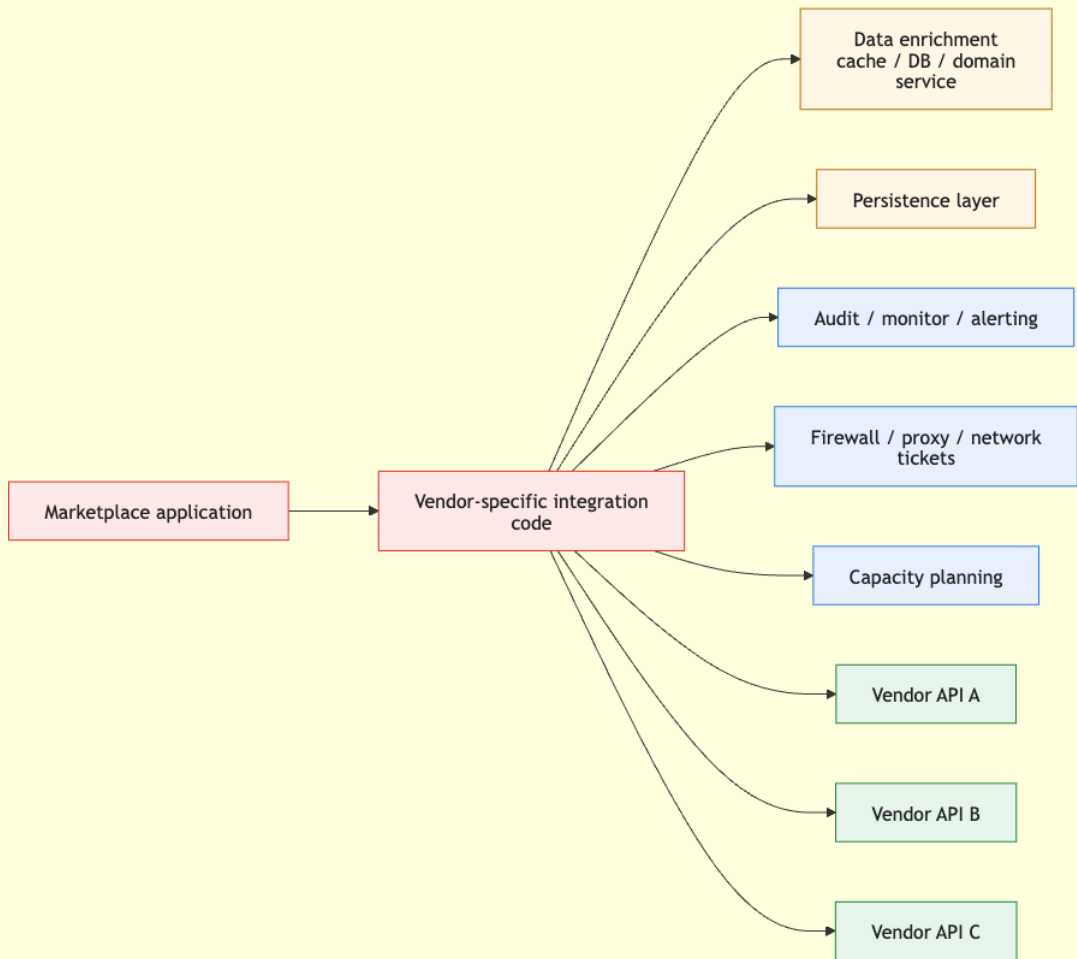 Data enrichment
cache / DB / domain
service
Persistence layer
Audit / monitor / alerting
Firewall / proxy / network
tickets
Marketplace application
Vendor-specific integration
code
Capacity planning
Vendor API A
Vendor API B
Vendor API C